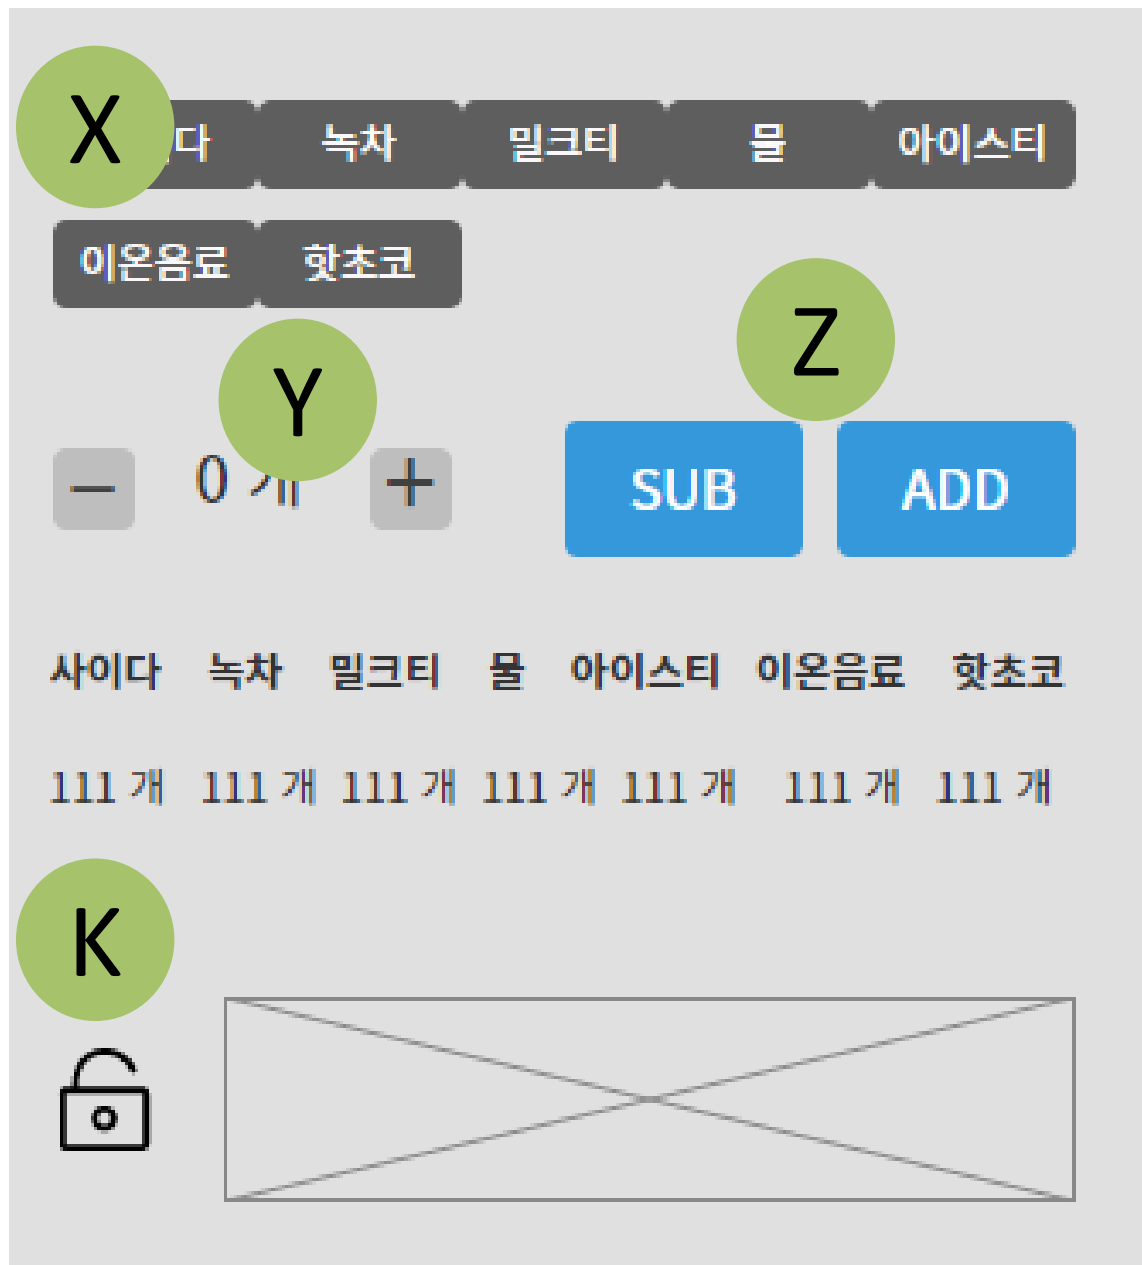 X
다 녹차 밀크티 물 아이스티
이온음료 핫초코
Z
Y
− 0 개 + SUB ADD
사이다 녹차 밀크티 물 아이스티 이온음료 핫초코
111 개 111 개 111 개 111 개 111 개 111 개 111 개
K